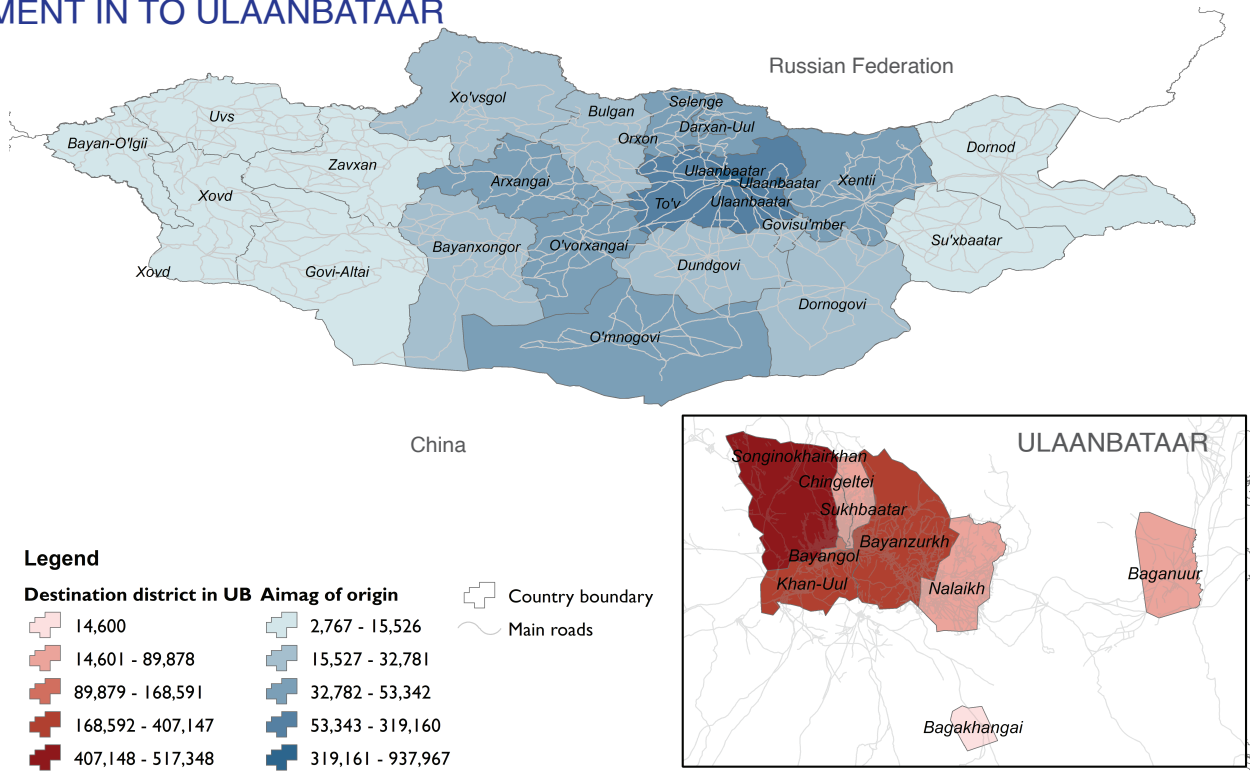 MENT IN TO ULAANBATAAR
Russian Federation
Xo'vsgol
Bulgan
Selenge
Uvs
Darxan-Uul
Bayan-O'lgii
Orxon
Dornod
Zavxan
Ulaanbaatar
Arxangai
Ulaanbaatar
Xentii
Xovd
To'v
Ulaanbaatar
Govisu'mber
Bayanxongor
O'vorxangai
Su'xbaatar
Xovd
Govi-Altai
Dundgovi
Dornogovi
O'mnogovi
China
ULAANBATAAR
Songinokhairkhan
Chingeltei
Sukhbaatar
Bayanzurkh
Bayangol
Khan-Uul
Nalaikh
Baganuur
Bagakhangai
Legend
Destination district in UB
14,600
14,601 - 89,878
89,879 - 168,591
168,592 - 407,147
407,148 - 517,348
Aimag of origin
2,767 - 15,526
15,527 - 32,781
32,782 - 53,342
53,343 - 319,160
319,161 - 937,967
Country boundary
Main roads